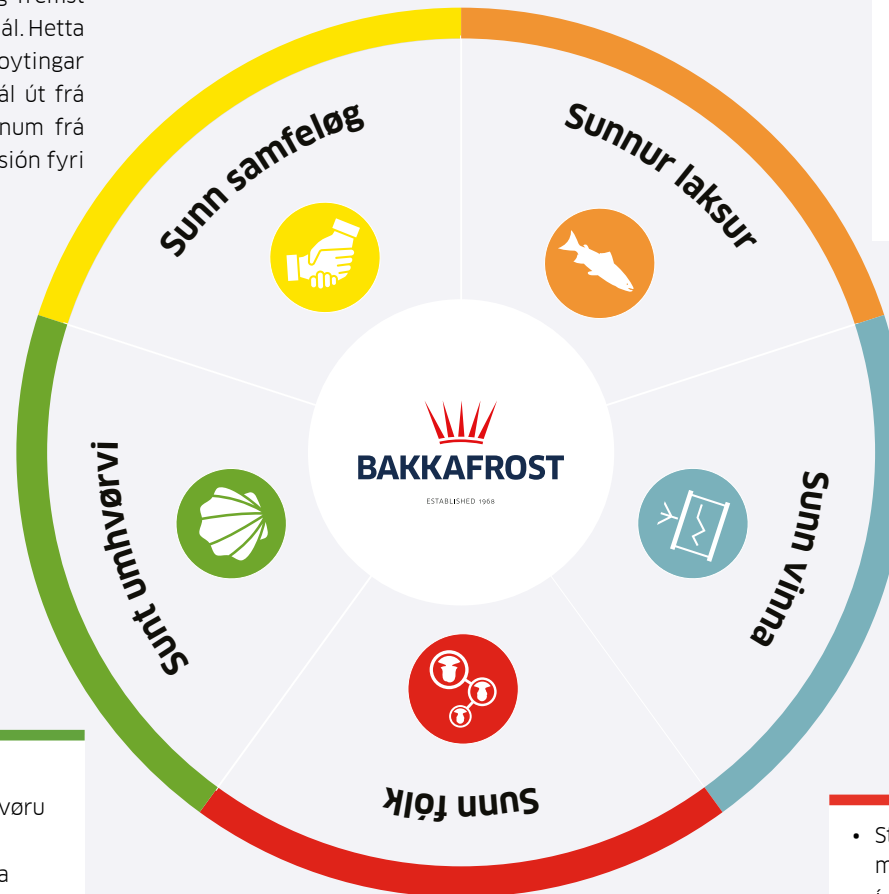 ál. Hetta
ál út frá
num frá
sión fyri
Sunn samfeløg
Sunnur laksur
Sunt umhvørvi
BAKKAFROST
ESTABLISHED 1968
Sunn vinna
Sunn fólk
vøru
a
• St
m